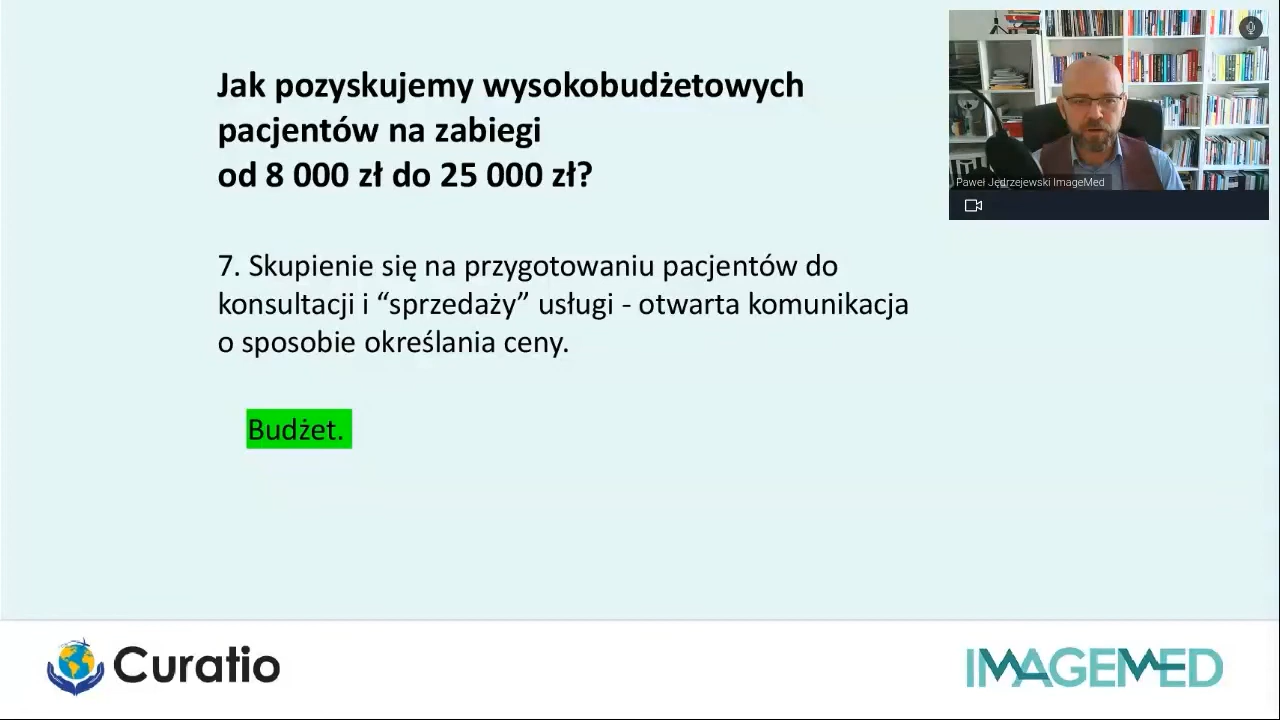 Jak pozyskujemy wysokobudżetowych
pacjentów na zabiegi
od 8 000 zł do 25 000 zł?
Paweł Jędrzejewski ImageMed
7. Skupienie się na przygotowaniu pacjentów do
konsultacji i “sprzedaży” usługi - otwarta komunikacja
o sposobie określania ceny.
Budżet.
Curatio
IMAGEMED